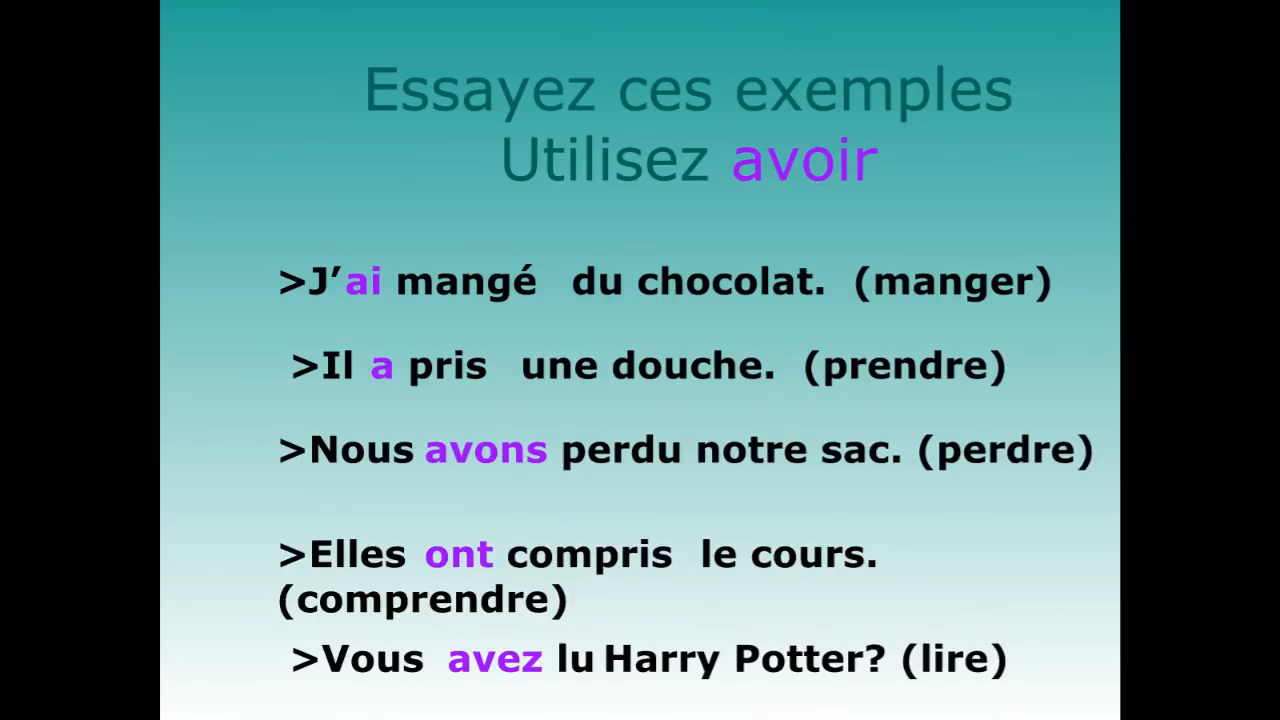 Essayez ces exemples
Utilisez avoir
>J’ai mangé du chocolat. (manger)
>Il a pris une douche. (prendre)
>Nous avons perdu notre sac. (perdre)
>Elles ont compris le cours.
(comprendre)
>Vous avez lu Harry Potter? (lire)